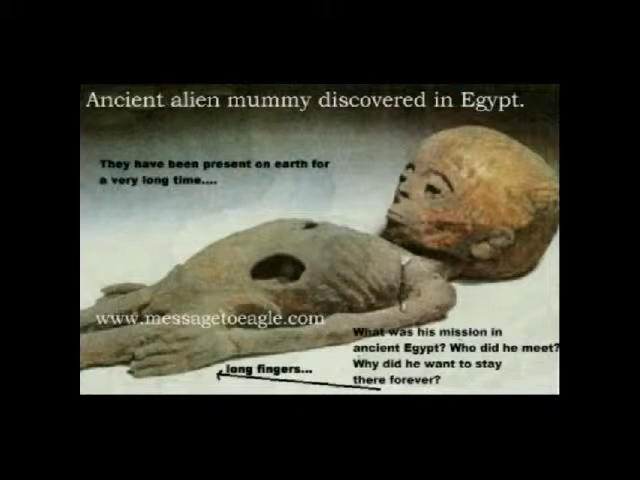 Ancient alien mummy discovered in Egypt.
They have been present on earth for
a very long time....
www.messagetoeagle.com
What was his mission in
ancient Egypt? Who did he meet?
Why did he want to stay
there forever?
long fingers...